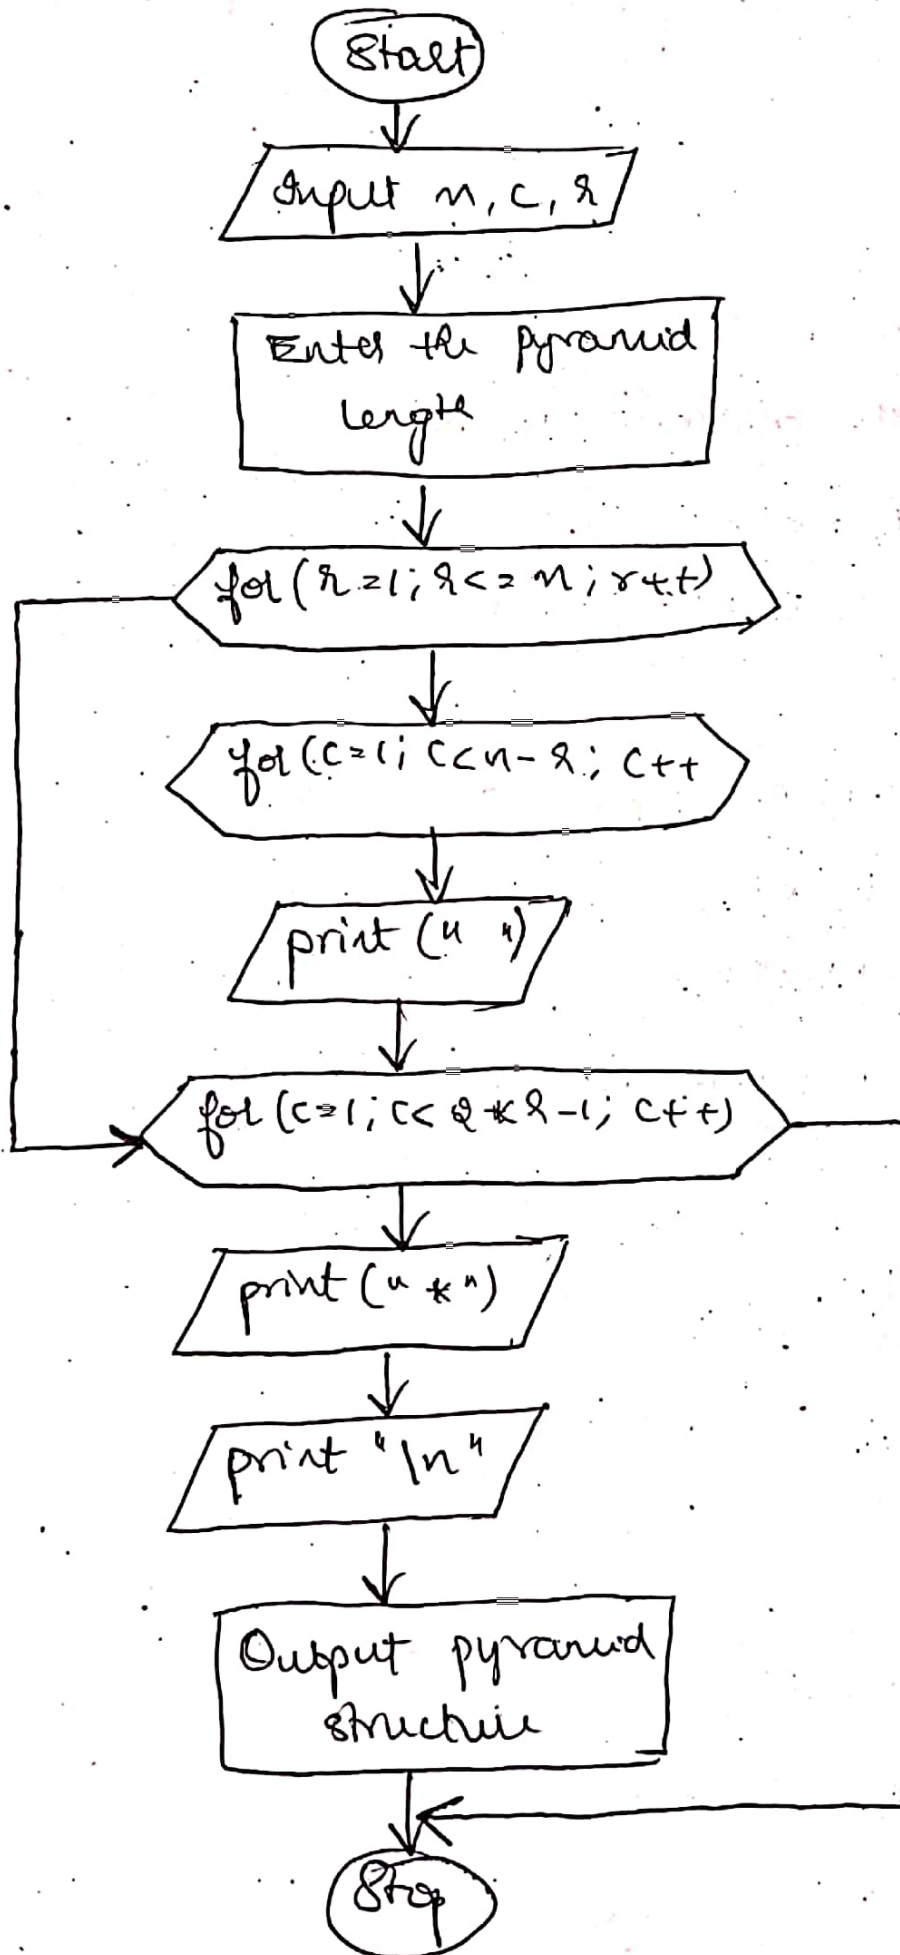 Start
Input n, c, r
Enter the pyramid
length
for (r=1; r<=n; r++)
for (c=1; c<n-r; c++
print (" ")
for (c=1; c<2*r-1; c++)
print ("*")
print "\n"
Output pyramid
structure
Stop